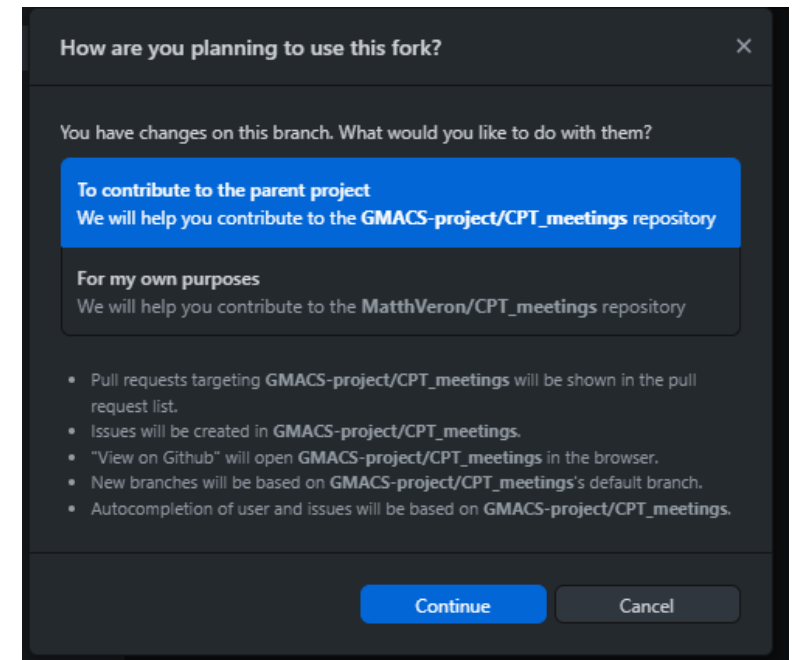 How are you planning to use this fork?
You have changes on this branch. What would you like to do with them?
To contribute to the parent project
We will help you contribute to the GMACS-project/CPT_meetings repository
For my own purposes
We will help you contribute to the MatthVeron/CPT_meetings repository
• Pull requests targeting GMACS-project/CPT_meetings will be shown in the pull
request list.
• Issues will be created in GMACS-project/CPT_meetings.
• "View on Github" will open GMACS-project/CPT_meetings in the browser.
• New branches will be based on GMACS-project/CPT_meetings's default branch.
• Autocompletion of user and issues will be based on GMACS-project/CPT_meetings.
Continue
Cancel